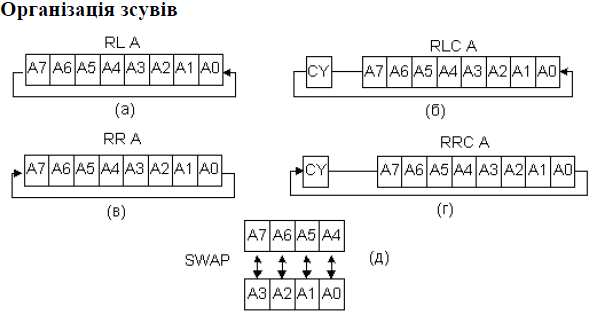 Організація зсувів
RL A
A7 A6 A5 A4 A3 A2 A1 A0
(а)
RLC A
CY A7 A6 A5 A4 A3 A2 A1 A0
(б)
RR A
A7 A6 A5 A4 A3 A2 A1 A0
(в)
RRC A
CY A7 A6 A5 A4 A3 A2 A1 A0
(г)
A7 A6 A5 A4
SWAP
(д)
A3 A2 A1 A0